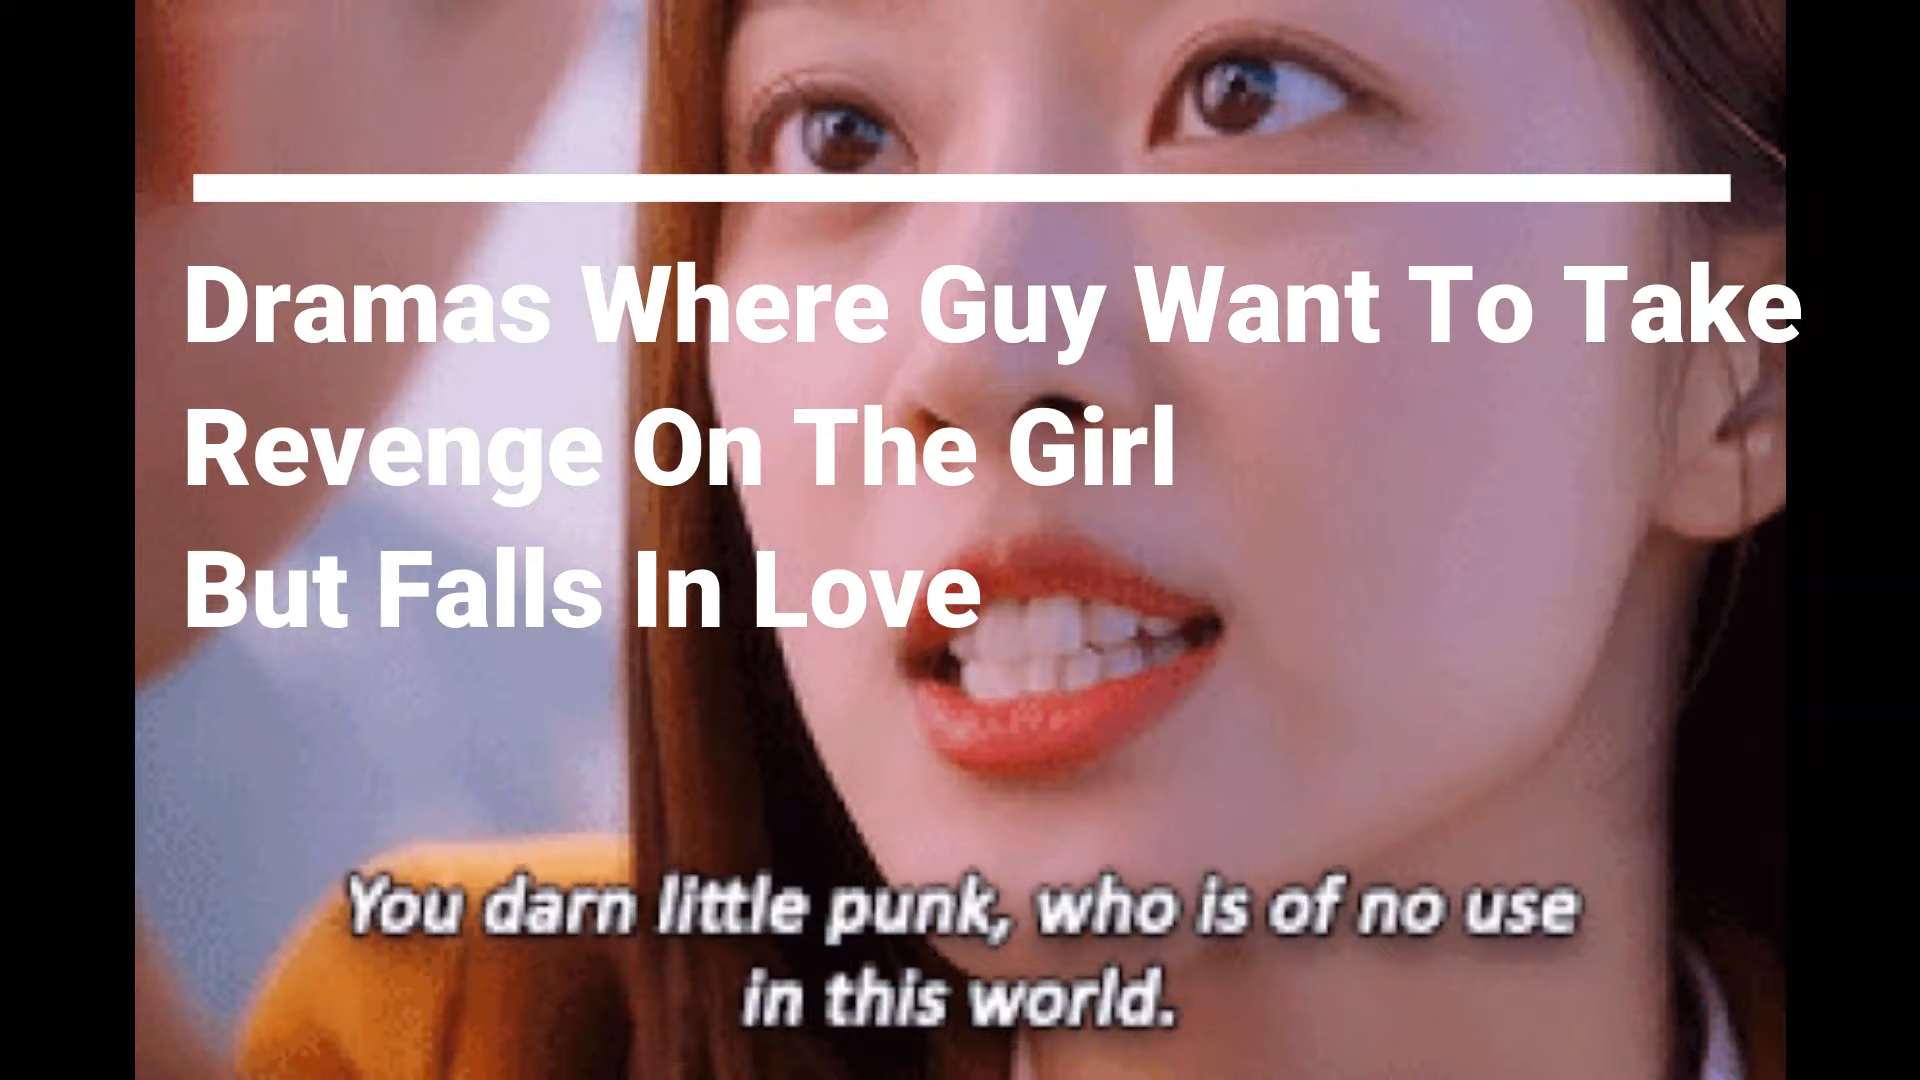 Dramas Where Guy Want To Take
Revenge On The Girl
But Falls In Love
You darn little punk, who is of no use
in this world.